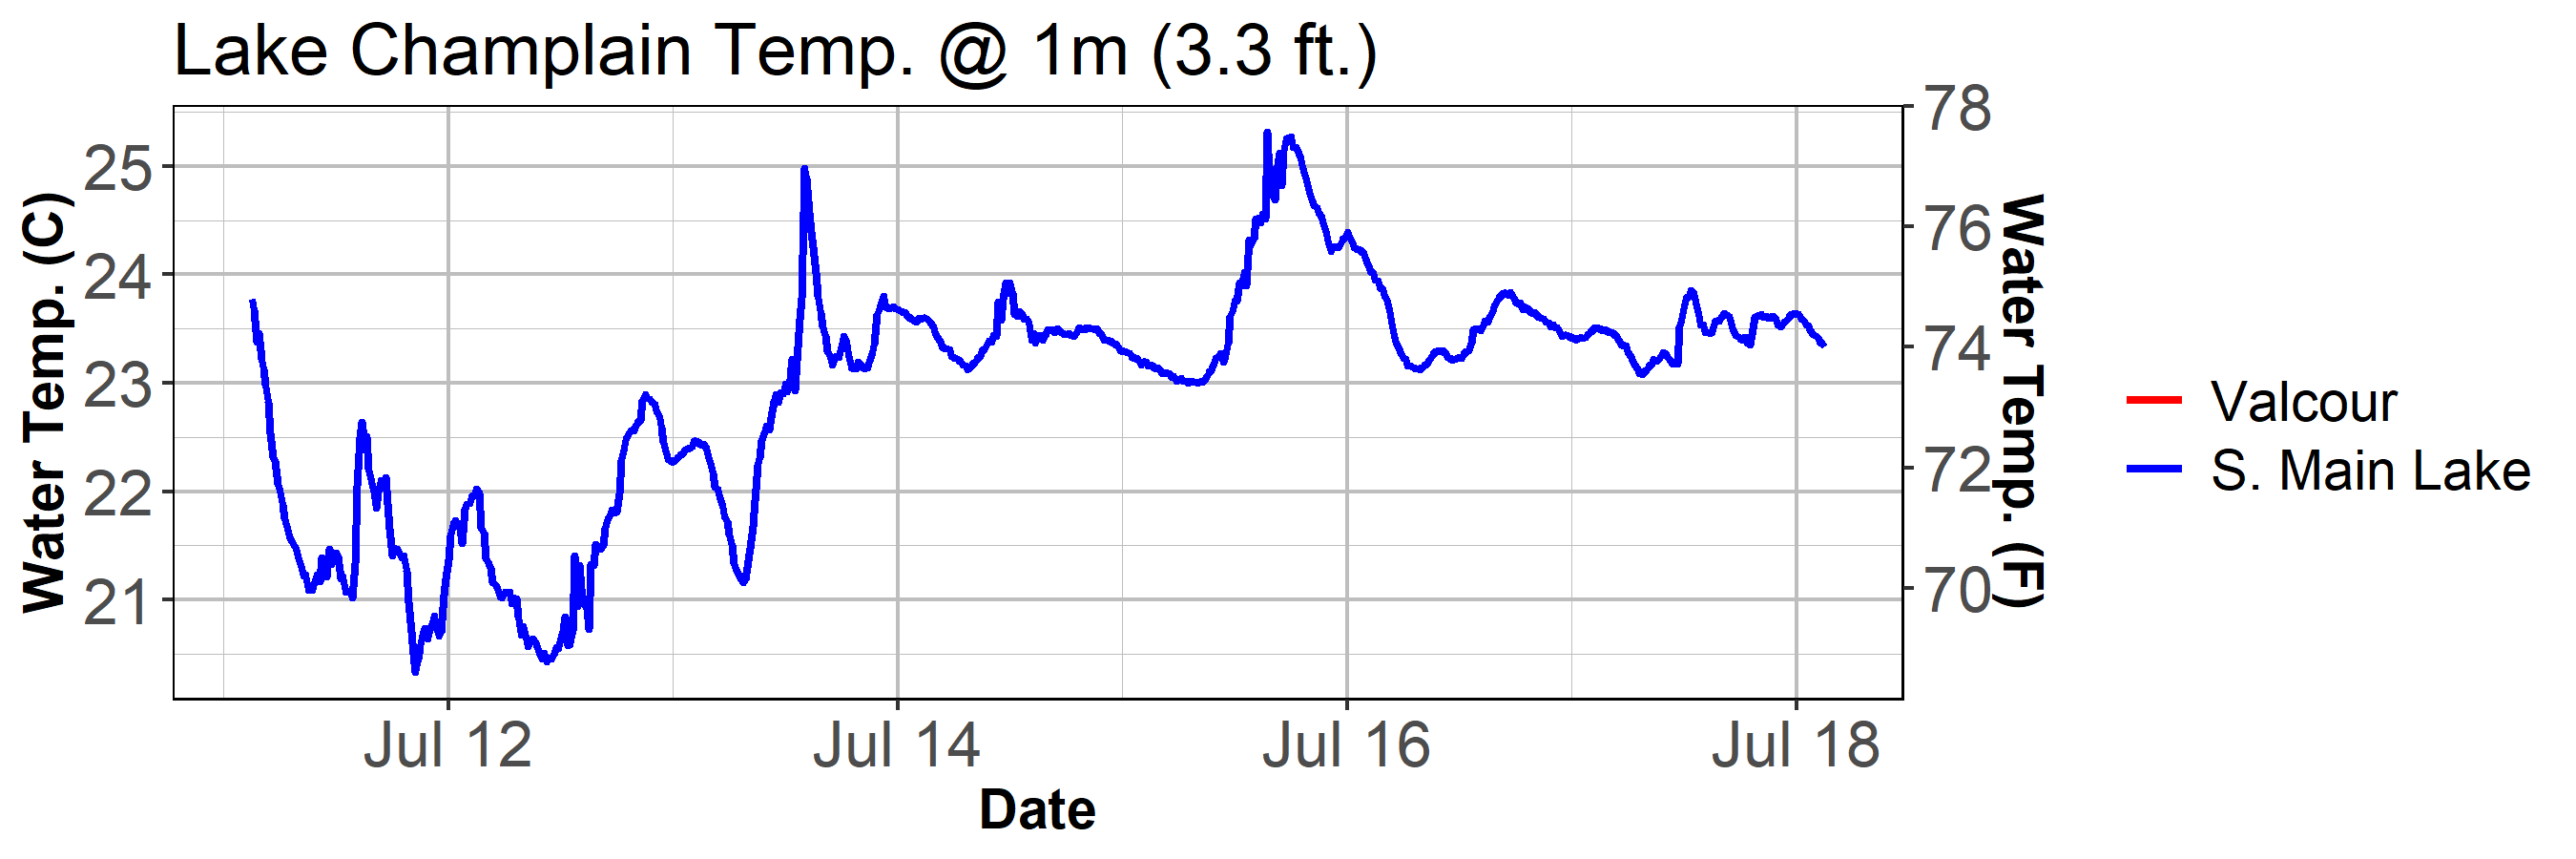 Lake Champlain Temp. @ 1m (3.3 ft.)
Water Temp. (C)
25
24
23
22
21
78
76
74
72
70
Water Temp. (F)
Jul 12
Jul 14
Jul 16
Jul 18
Date
Valcour
S. Main Lake